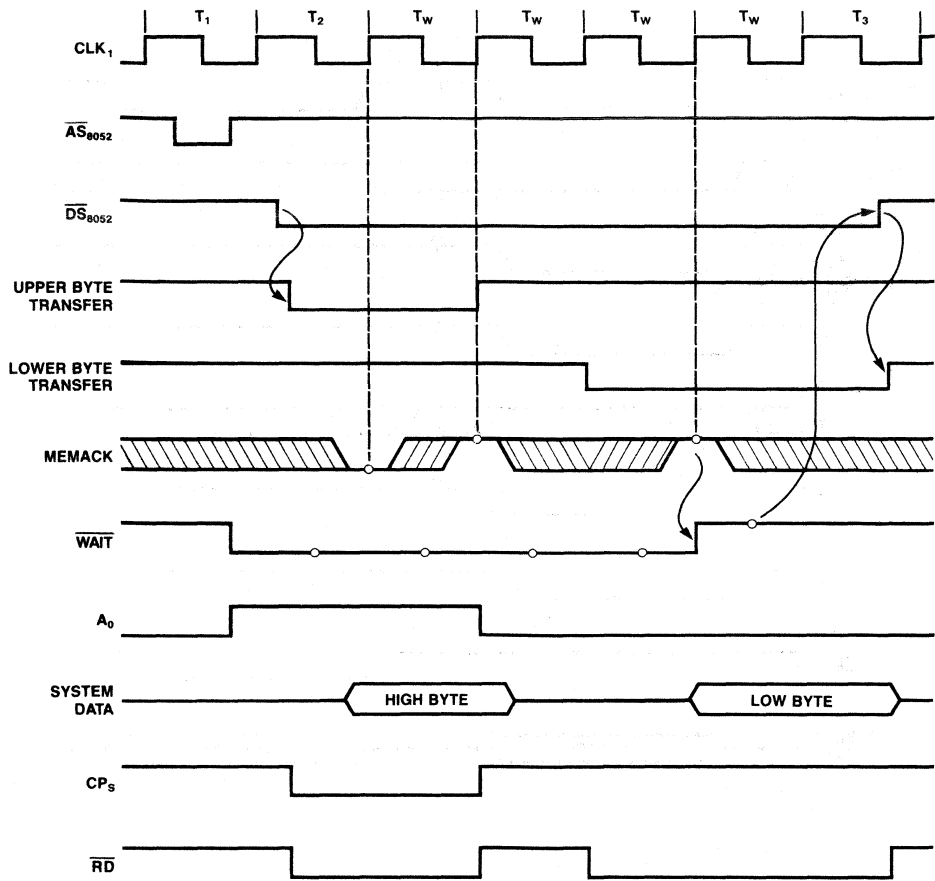 T1 T2 TW TW TW TW T3
CLK1
AS8052
DS8052
UPPER BYTE
TRANSFER
LOWER BYTE
TRANSFER
MEMACK
WAIT
A0
SYSTEM
DATA
HIGH BYTE LOW BYTE
CPS
RD